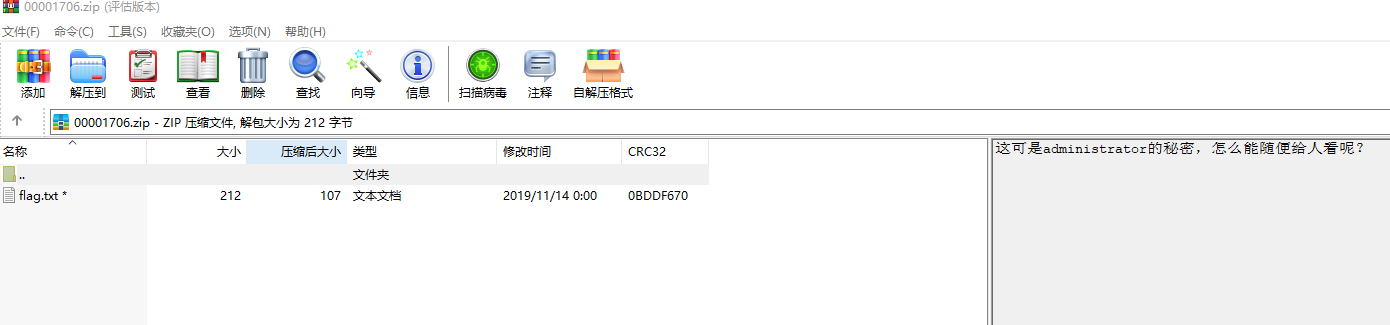 00001706.zip (评估版本)
文件(F) 命令(C) 工具(S) 收藏夹(O) 选项(N) 帮助(H)
添加 解压到 测试 查看 删除 查找 向导 信息 扫描病毒 注释 自解压格式
00001706.zip - ZIP 压缩文件, 解包大小为 212 字节
名称 大小 压缩后大小 类型 修改时间 CRC32
.. 文件夹
flag.txt * 212 107 文本文档 2019/11/14 0:00 0BDDF670
这可是administrator的秘密，怎么能随便给人看呢？